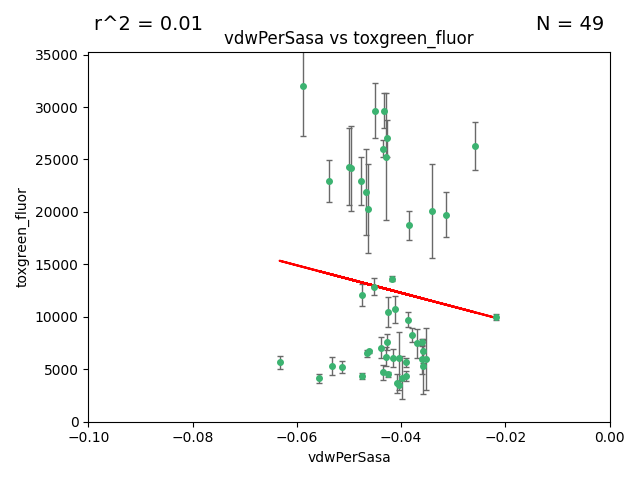 r^2 = 0.01
N = 49
vdwPerSasa vs toxgreen_fluor
35000
30000
25000
20000
15000
10000
5000
0
toxgreen_fluor
−0.10
−0.08
−0.06
−0.04
−0.02
0.00
vdwPerSasa